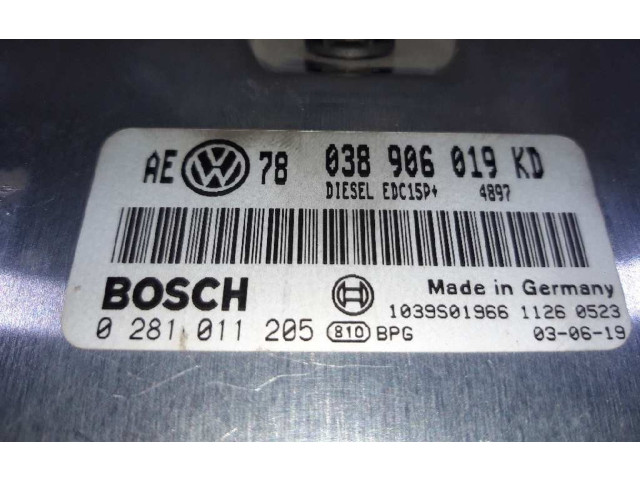 AE VW 78 038 906 019 KD
DIESEL EDC15P+ 4897
BOSCH Made in Germany
1039S01966 1126 0523
0 281 011 205 810 BPG 03-06-19